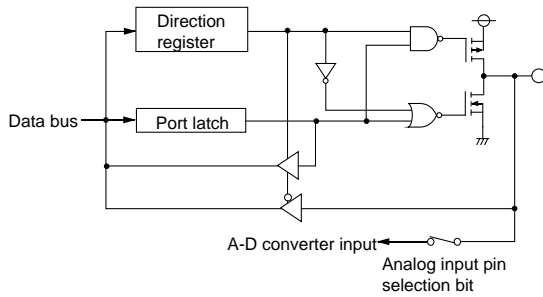 Direction
register
Data bus
Port latch
A-D converter input
Analog input pin
selection bit